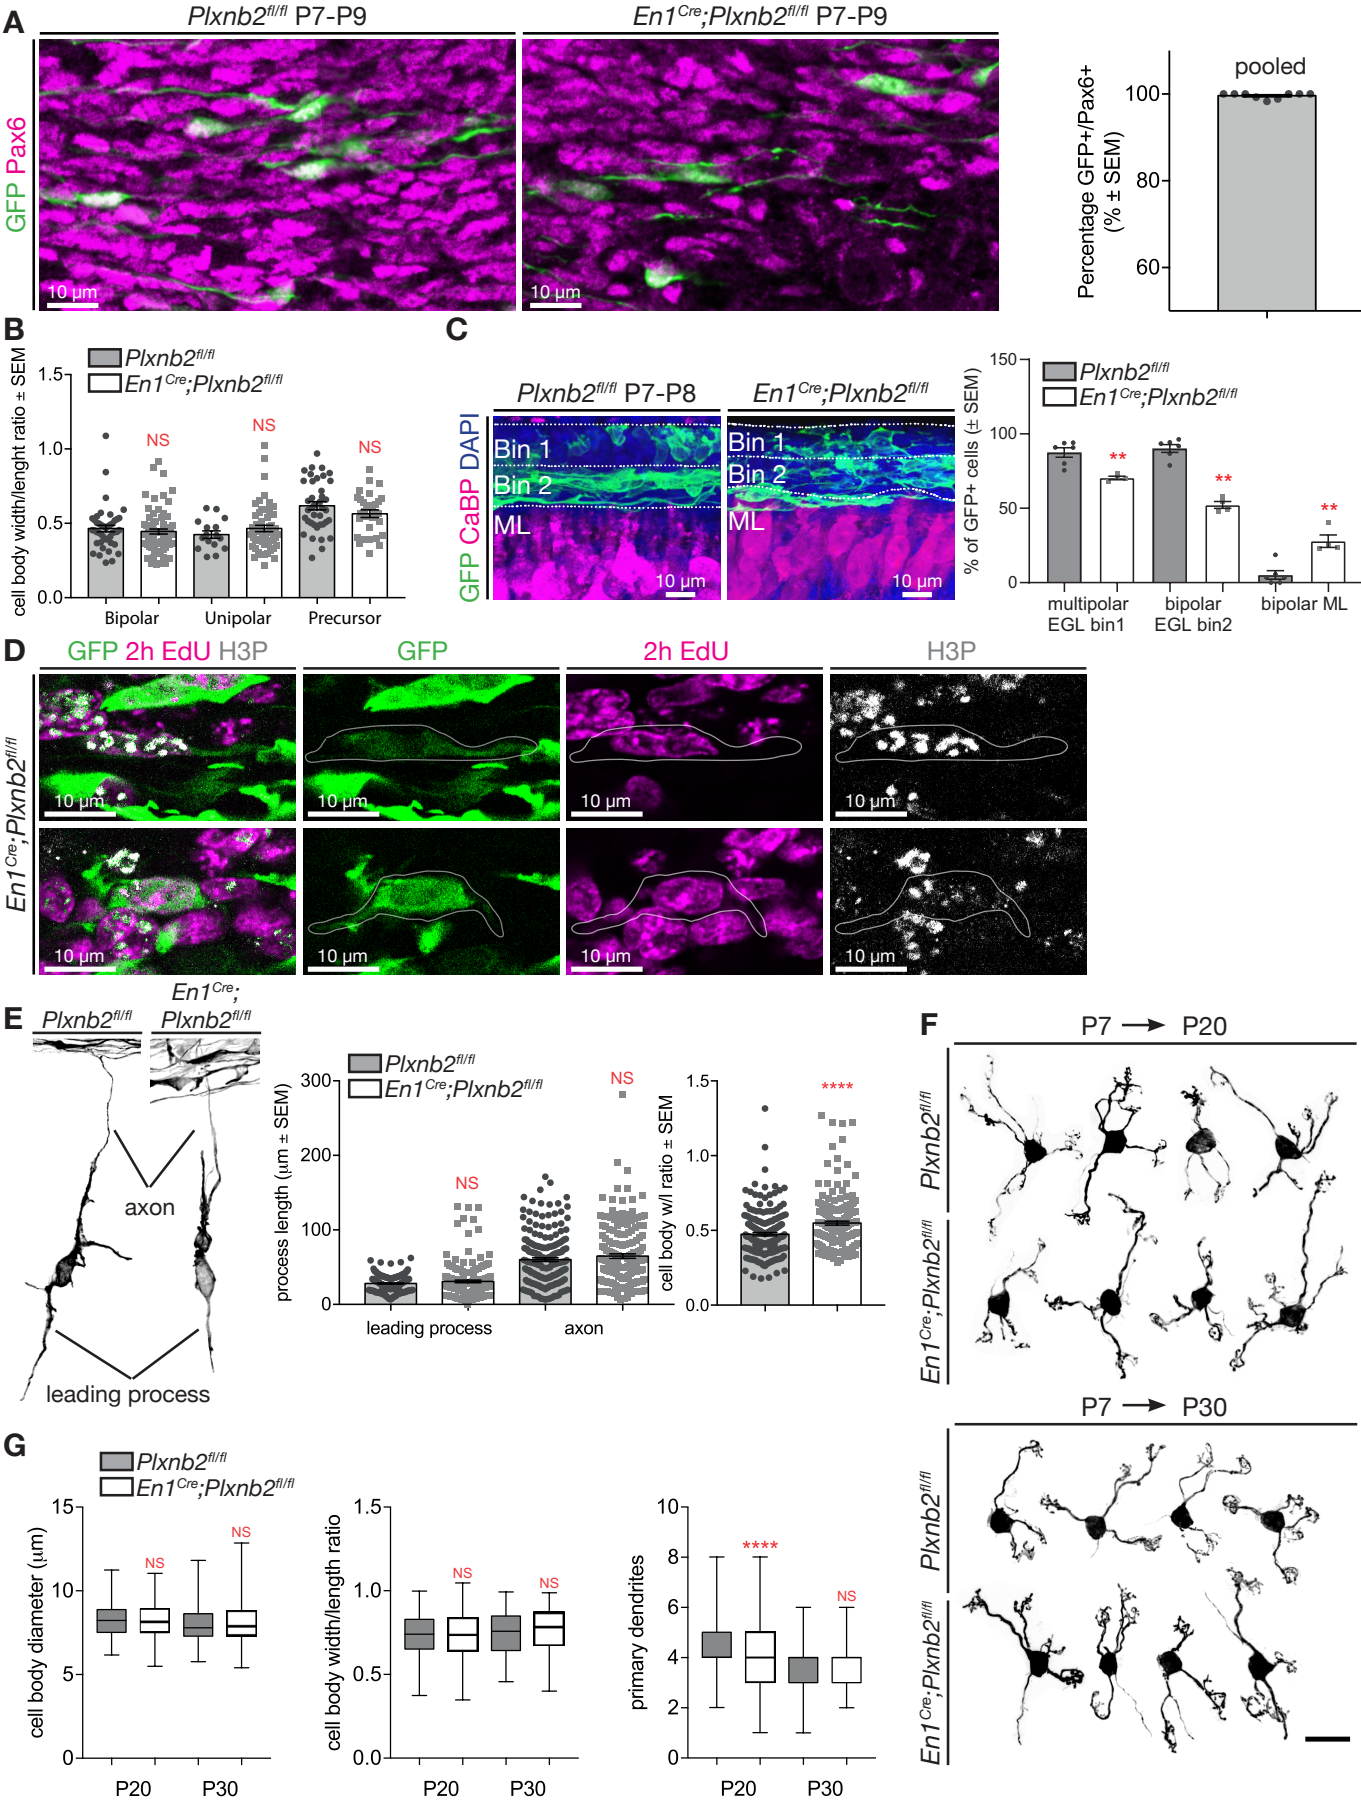 A
Plxnb2fl/fl P7-P9
En1Cre;Plxnb2fl/fl P7-P9
GFP Pax6
10 µm
10 µm
Percentage GFP+/Pax6+
(% ± SEM)
pooled
100
80
60
B
Plxnb2fl/fl
En1Cre;Plxnb2fl/fl
cell body width/lenght ratio ± SEM
1.5
1.0
0.5
0.0
NS
NS
NS
Bipolar
Unipolar
Precursor
C
Plxnb2fl/fl P7-P8
En1Cre;Plxnb2fl/fl
GFP CaBP DAPI
Bin 1
Bin 2
ML
10 µm
Bin 1
Bin 2
ML
10 µm
% of GFP+ cells (± SEM)
150
100
50
0
Plxnb2fl/fl
En1Cre;Plxnb2fl/fl
**
**
**
multipolar
EGL bin1
bipolar
EGL bin2
bipolar ML
D
GFP 2h EdU H3P
GFP
2h EdU
H3P
En1Cre;Plxnb2fl/fl
10 µm
10 µm
10 µm
10 µm
10 µm
10 µm
10 µm
10 µm
E
Plxnb2fl/fl
En1Cre;
Plxnb2fl/fl
axon
leading process
Plxnb2fl/fl
En1Cre;Plxnb2fl/fl
process length (µm ± SEM)
300
200
100
0
NS
NS
leading process
axon
cell body w/l ratio ± SEM
1.5
1.0
0.5
0.0
****
F
P7 → P20
Plxnb2fl/fl
En1Cre;Plxnb2fl/fl
P7 → P30
Plxnb2fl/fl
En1Cre;Plxnb2fl/fl
G
Plxnb2fl/fl
En1Cre;Plxnb2fl/fl
cell body diameter (µm)
15
10
5
0
NS
NS
P20
P30
cell body width/length ratio
1.5
1.0
0.5
0.0
NS
NS
P20
P30
primary dendrites
10
8
6
4
2
0
****
NS
P20
P30